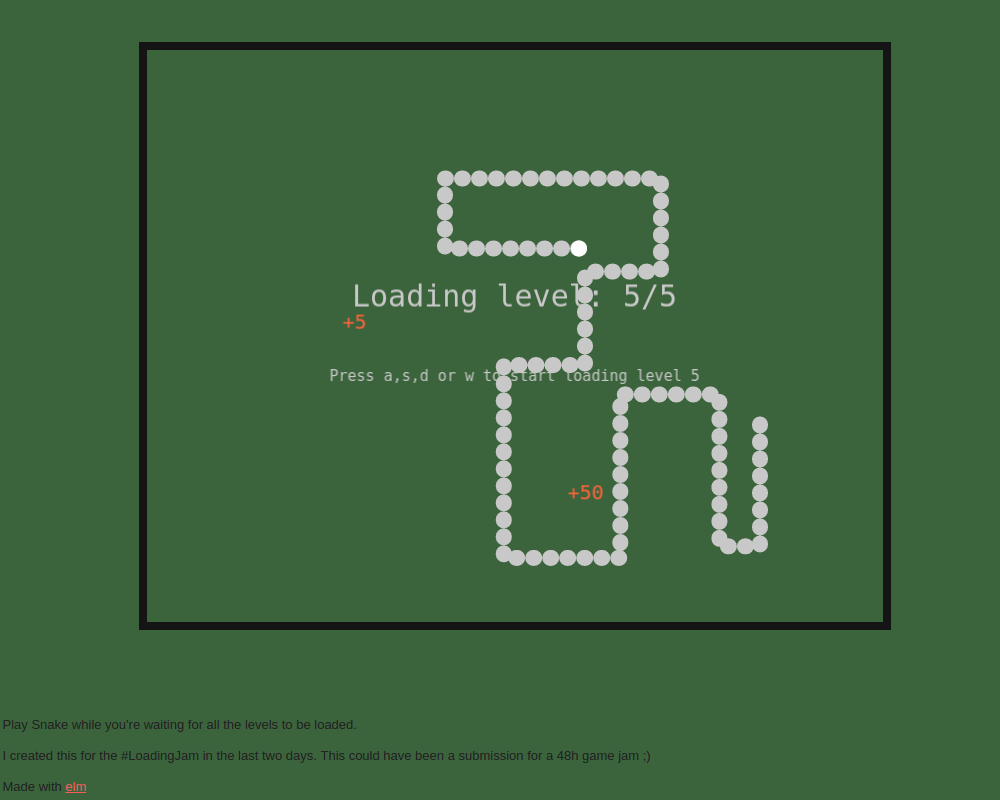 Loading level: 5/5
+5
Press a,s,d or w to start loading level 5
+50
Play Snake while you're waiting for all the levels to be loaded.
I created this for the #LoadingJam in the last two days. This could have been a submission for a 48h game jam ;)
Made with elm